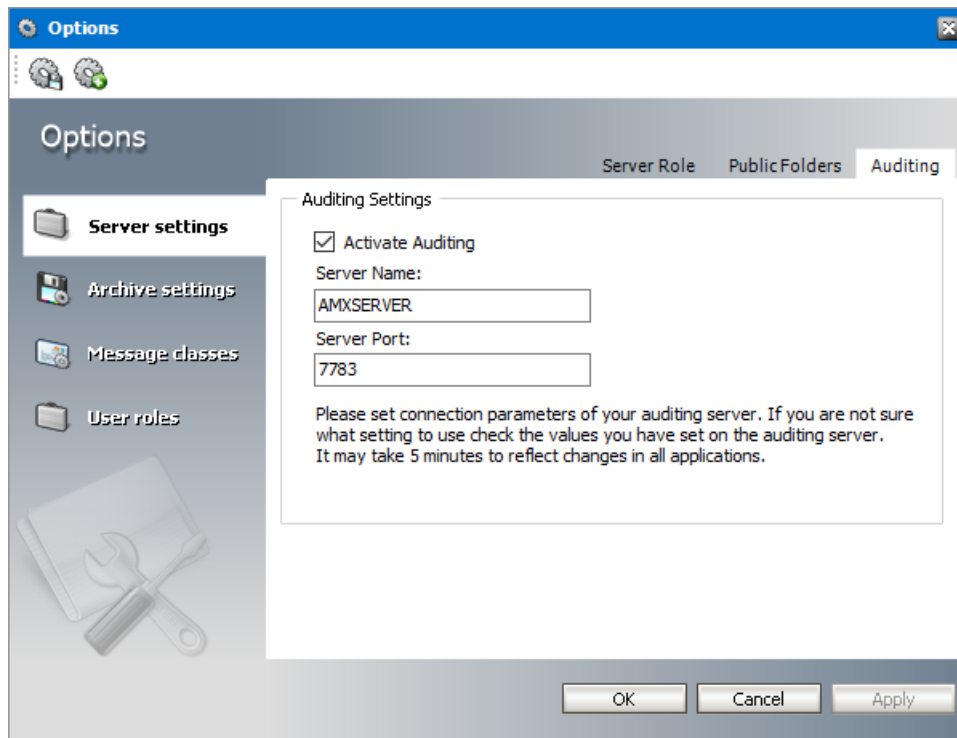 Options
Options
Server Role Public Folders Auditing
Server settings
Archive settings
Message classes
User roles
Auditing Settings
Activate Auditing
Server Name:
AMXSERVER
Server Port:
7783
Please set connection parameters of your auditing server. If you are not sure
what setting to use check the values you have set on the auditing server.
It may take 5 minutes to reflect changes in all applications.
OK Cancel Apply